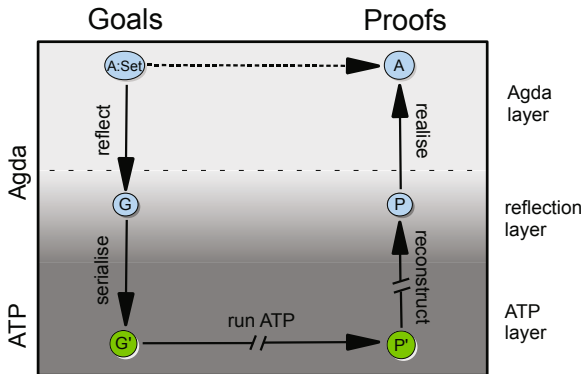 Goals
Proofs
A:Set
A
Agda
layer
reflect
realise
Agda
G
P
reflection
layer
serialise
reconstruct
ATP
run ATP
G'
P'
ATP
layer